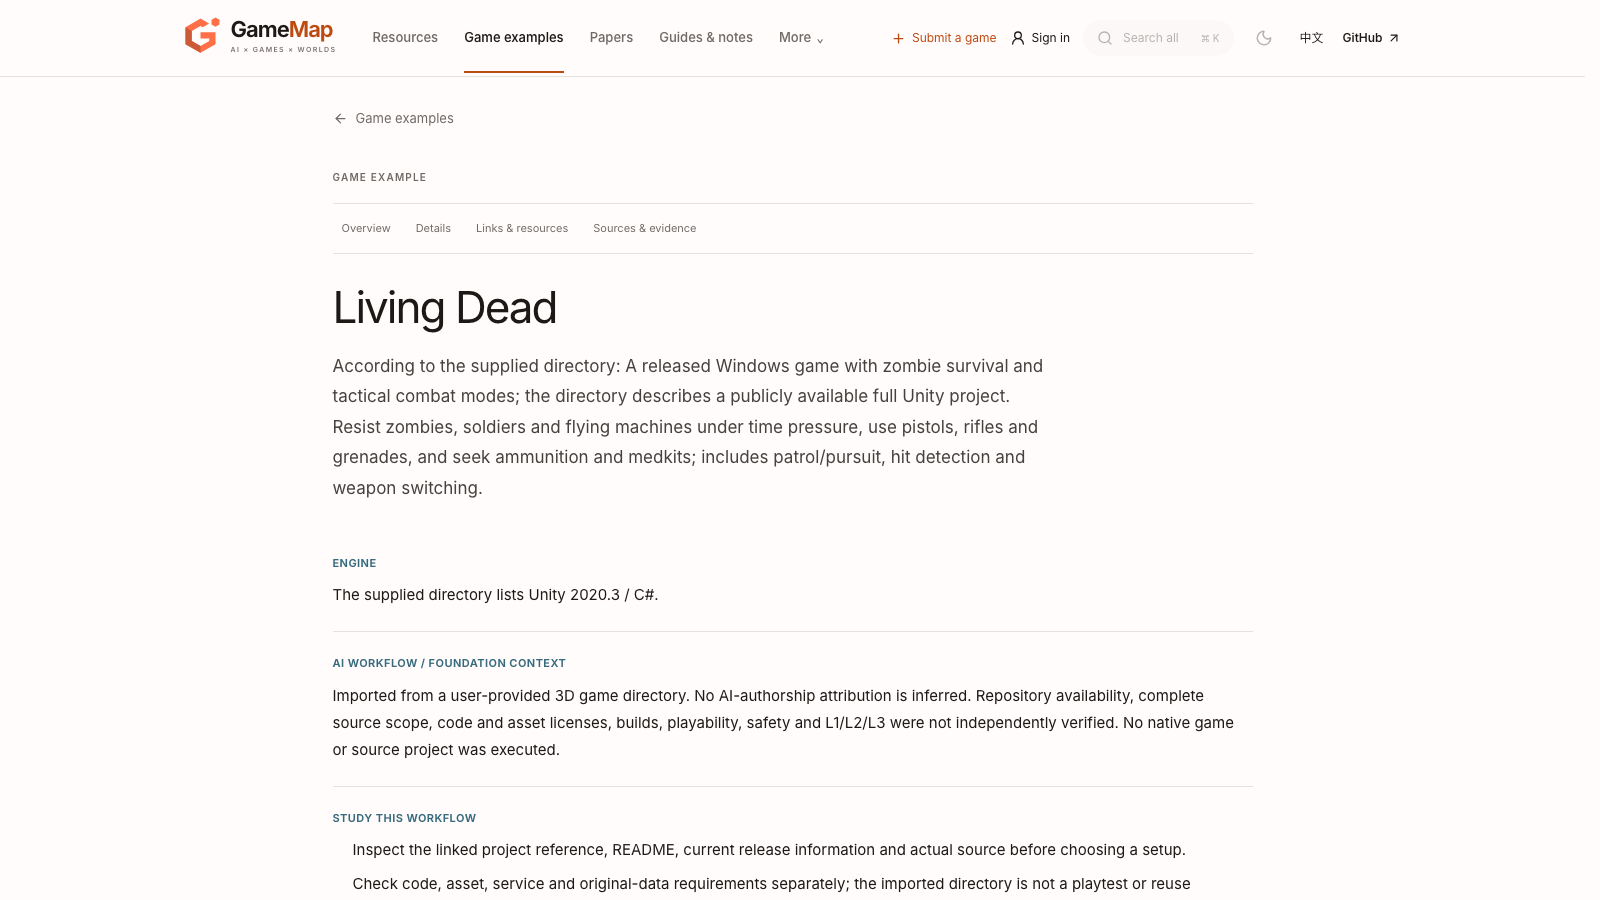 GameMap
AI × GAMES × WORLDS
Resources
Game examples
Papers
Guides & notes
More
Submit a game
Sign in
Search all
⌘ K
中文
GitHub
Game examples
GAME EXAMPLE
Overview
Details
Links & resources
Sources & evidence
Living Dead
According to the supplied directory: A released Windows game with zombie survival and
tactical combat modes; the directory describes a publicly available full Unity project.
Resist zombies, soldiers and flying machines under time pressure, use pistols, rifles and
grenades, and seek ammunition and medkits; includes patrol/pursuit, hit detection and
weapon switching.
ENGINE
The supplied directory lists Unity 2020.3 / C#.
AI WORKFLOW / FOUNDATION CONTEXT
Imported from a user-provided 3D game directory. No AI-authorship attribution is inferred. Repository availability, complete
source scope, code and asset licenses, builds, playability, safety and L1/L2/L3 were not independently verified. No native game
or source project was executed.
STUDY THIS WORKFLOW
Inspect the linked project reference, README, current release information and actual source before choosing a setup.
Check code, asset, service and original-data requirements separately; the imported directory is not a playtest or reuse